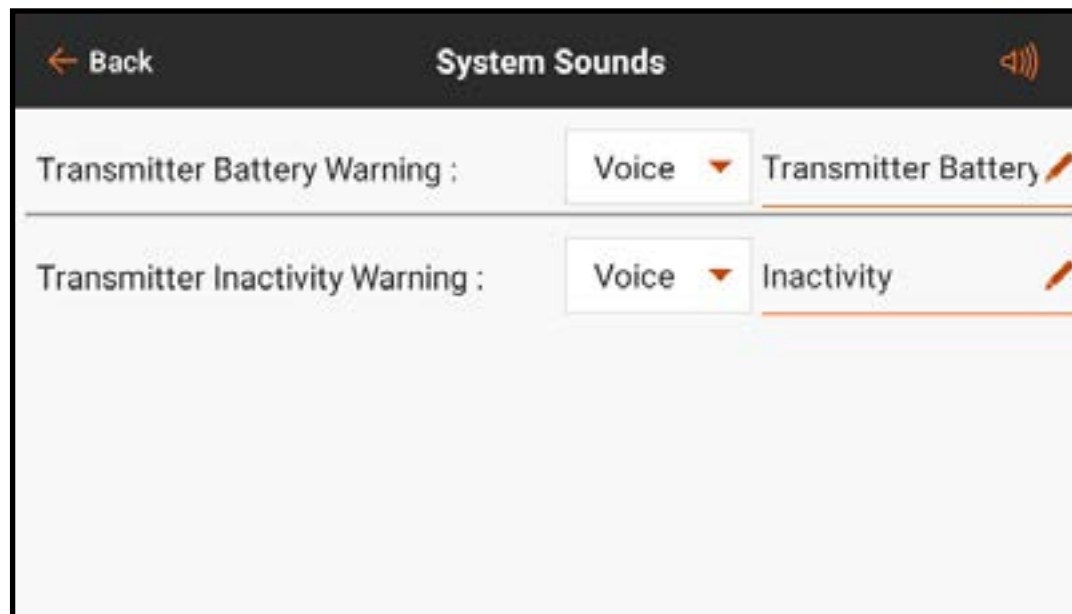 Back System Sounds
Transmitter Battery Warning : Voice Transmitter Battery
Transmitter Inactivity Warning : Voice Inactivity